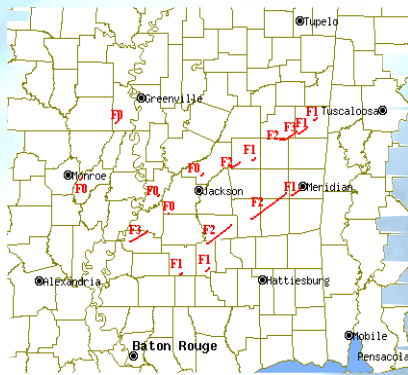 Tupelo
Greenville
F0
F1
Tuscaloosa
F3 F1
F2
F1
F2
F0
Monroe
F0
F0
Jackson
F1 Meridian
F2
F0
F3
F2
F1
F1
Alexandria
Hattiesburg
Mobile
Baton Rouge
Pensacola